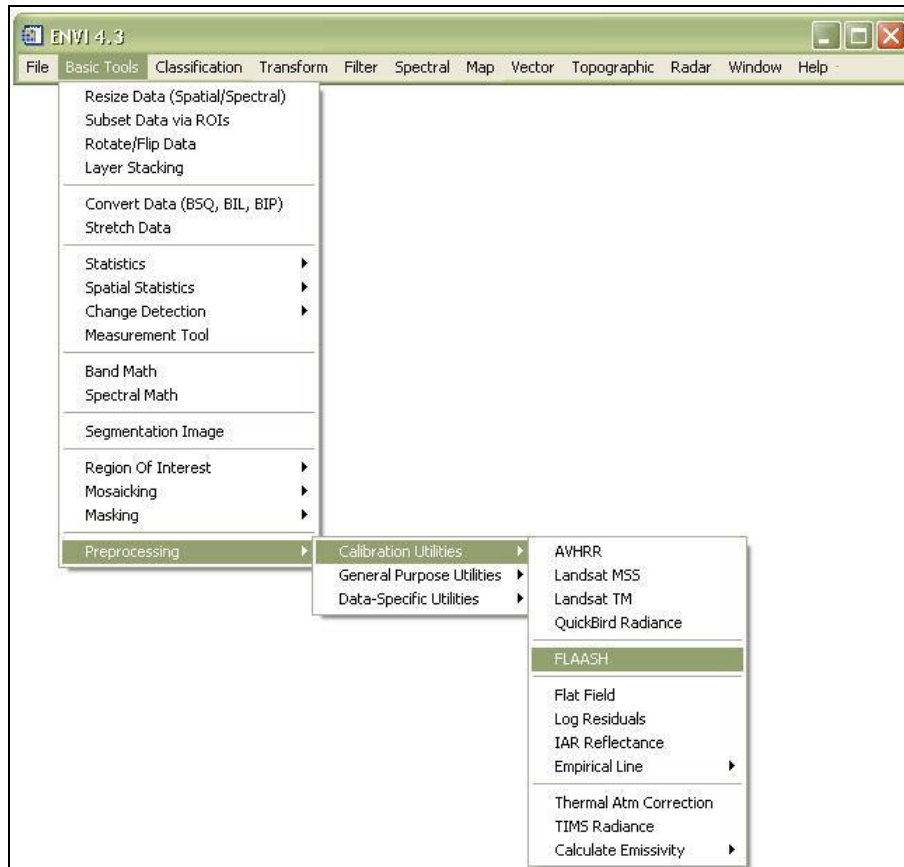 ENVI 4.3
File Basic Tools Classification Transform Filter Spectral Map Vector Topographic Radar Window Help
Resize Data (Spatial/Spectral)
Subset Data via ROIs
Rotate/Flip Data
Layer Stacking
Convert Data (BSQ, BIL, BIP)
Stretch Data
Statistics
Spatial Statistics
Change Detection
Measurement Tool
Band Math
Spectral Math
Segmentation Image
Region Of Interest
Mosaicking
Masking
Preprocessing
Calibration Utilities
General Purpose Utilities
Data-Specific Utilities
AVHRR
Landsat MSS
Landsat TM
QuickBird Radiance
FLAASH
Flat Field
Log Residuals
IAR Reflectance
Empirical Line
Thermal Atm Correction
TIMS Radiance
Calculate Emissivity